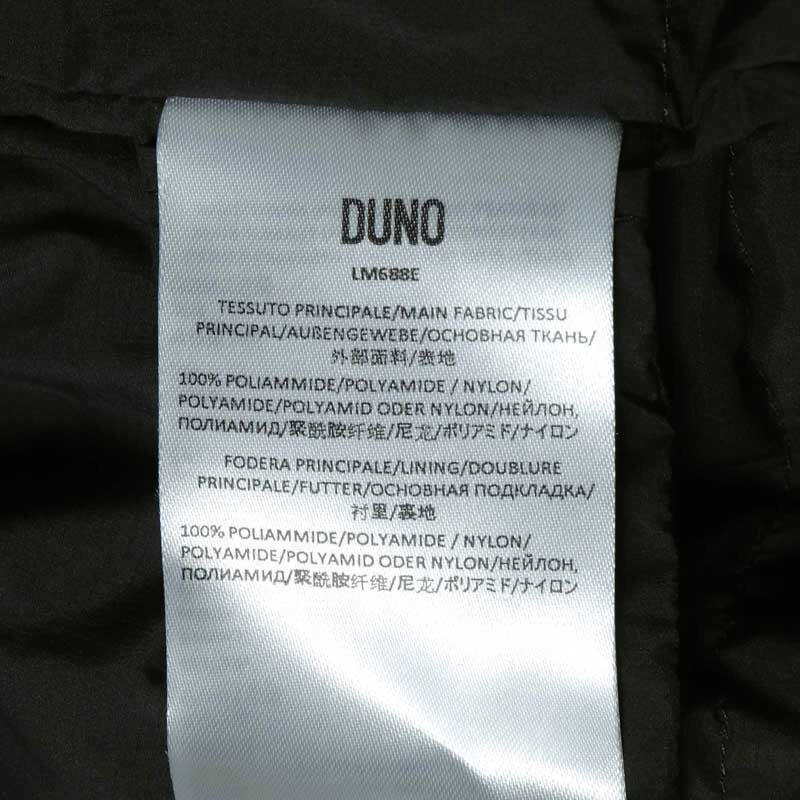 DUNO
LM688E
TESSUTO PRINCIPALE/MAIN FABRIC/TISSU
PRINCIPAL/AUßENGEWEBE/ОСНОВНАЯ ТКАНЬ/
外部面料/表地
100% POLIAMMIDE/POLYAMIDE / NYLON/
POLYAMIDE/POLYAMID ODER NYLON/НЕЙЛОН,
ПОЛИАМИД/聚酰胺纤维/尼龙/ポリアミド/ナイロン
FODERA PRINCIPALE/LINING/DOUBLURE
PRINCIPALE/FUTTER/ОСНОВНАЯ ПОДКЛАДКА/
衬里/裏地
100% POLIAMMIDE/POLYAMIDE / NYLON/
POLYAMIDE/POLYAMID ODER NYLON/НЕЙЛОН,
ПОЛИАМИД/聚酰胺纤维/尼龙/ポリアミド/ナイロン